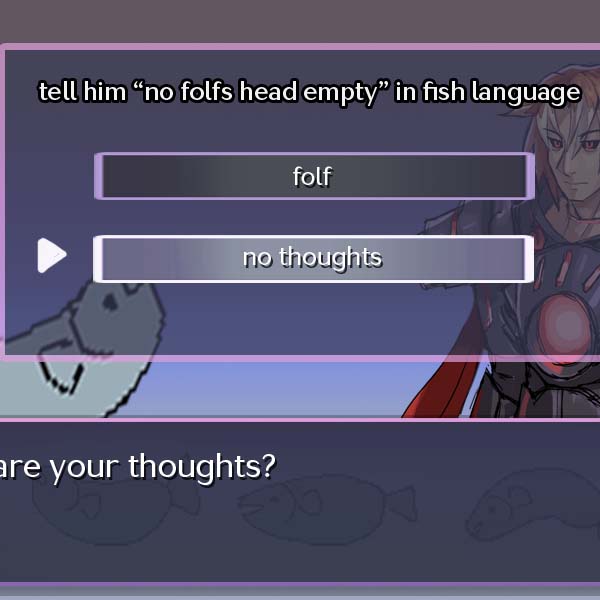 tell him “no folfs head empty” in fish language
folf
no thoughts
are your thoughts?